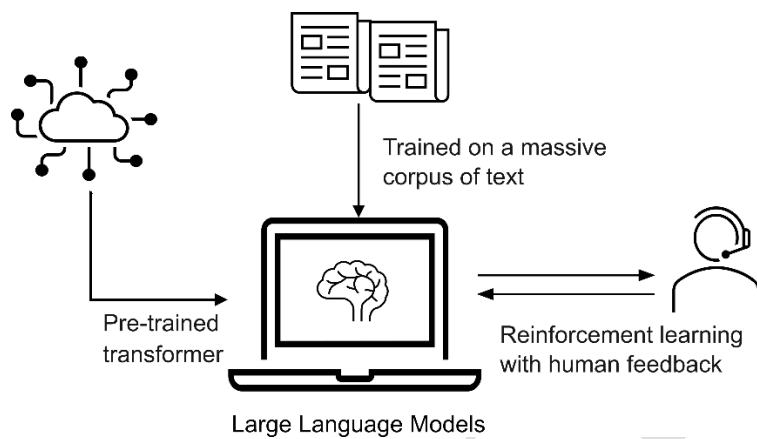 Trained on a massive
corpus of text
Pre-trained
transformer
Reinforcement learning
with human feedback
Large Language Models